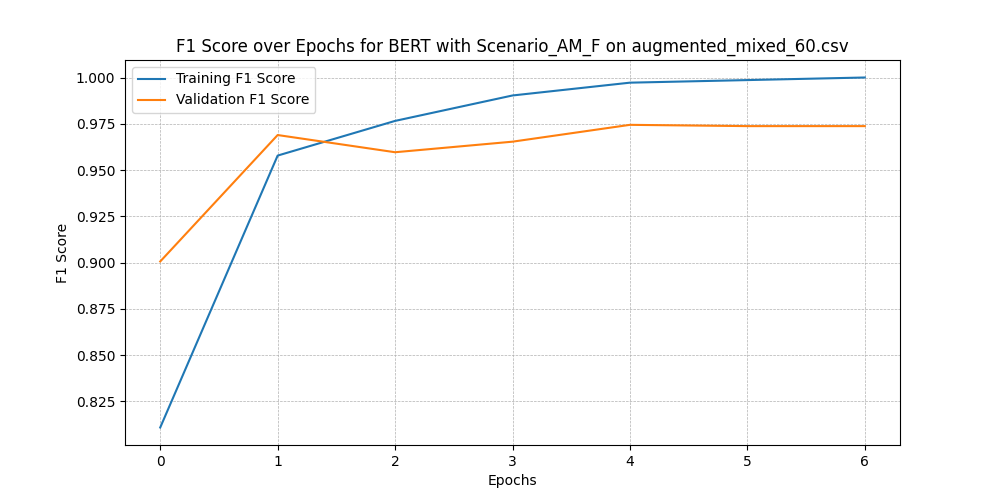 F1 Score over Epochs for BERT with Scenario_AM_F on augmented_mixed_60.csv
Training F1 Score
Validation F1 Score
1.000
0.975
0.950
0.925
0.900
0.875
0.850
0.825
F1 Score
0 1 2 3 4 5 6
Epochs